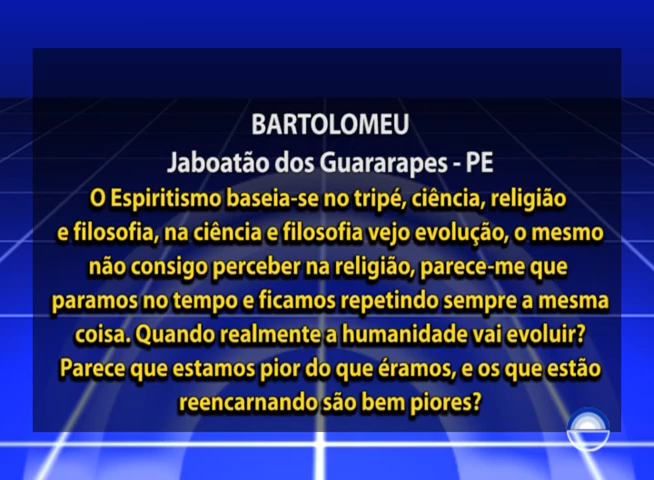 BARTOLOMEU
Jaboatão dos Guararapes - PE
O Espiritismo baseia-se no tripé, ciência, religião
e filosofia, na ciência e filosofia vejo evolução, o mesmo
não consigo perceber na religião, parece-me que
paramos no tempo e ficamos repetindo sempre a mesma
coisa. Quando realmente a humanidade vai evoluir?
Parece que estamos pior do que éramos, e os que estão
reencarnando são bem piores?